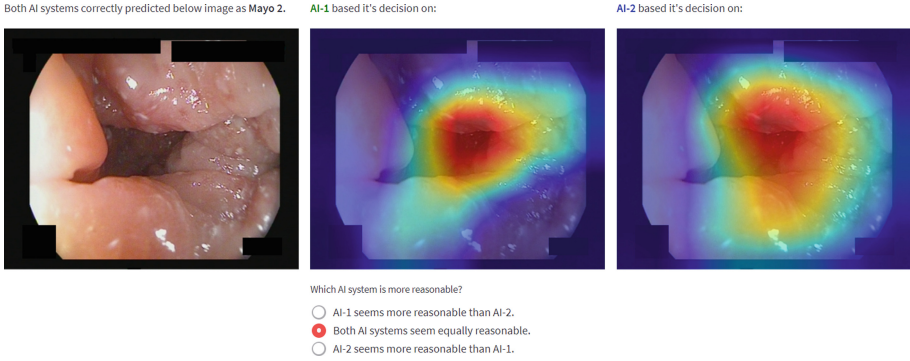 Both AI systems correctly predicted below image as Mayo 2.
AI-1 based it's decision on:
AI-2 based it's decision on:
Which AI system is more reasonable?
AI-1 seems more reasonable than AI-2.
Both AI systems seem equally reasonable.
AI-2 seems more reasonable than AI-1.